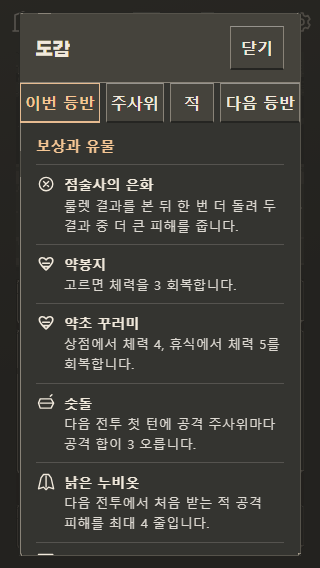 도감
닫기
이번 등반
주사위
적
다음 등반
보상과 유물
점술사의 은화
룰렛 결과를 본 뒤 한 번 더 돌려 두
결과 중 더 큰 피해를 줍니다.
약봉지
고르면 체력을 3 회복합니다.
약초 꾸러미
상점에서 체력 4, 휴식에서 체력 5를
회복합니다.
숫돌
다음 전투 첫 턴에 공격 주사위마다
공격 합이 3 오릅니다.
낡은 누비옷
다음 전투에서 처음 받는 적 공격
피해를 최대 4 줄입니다.